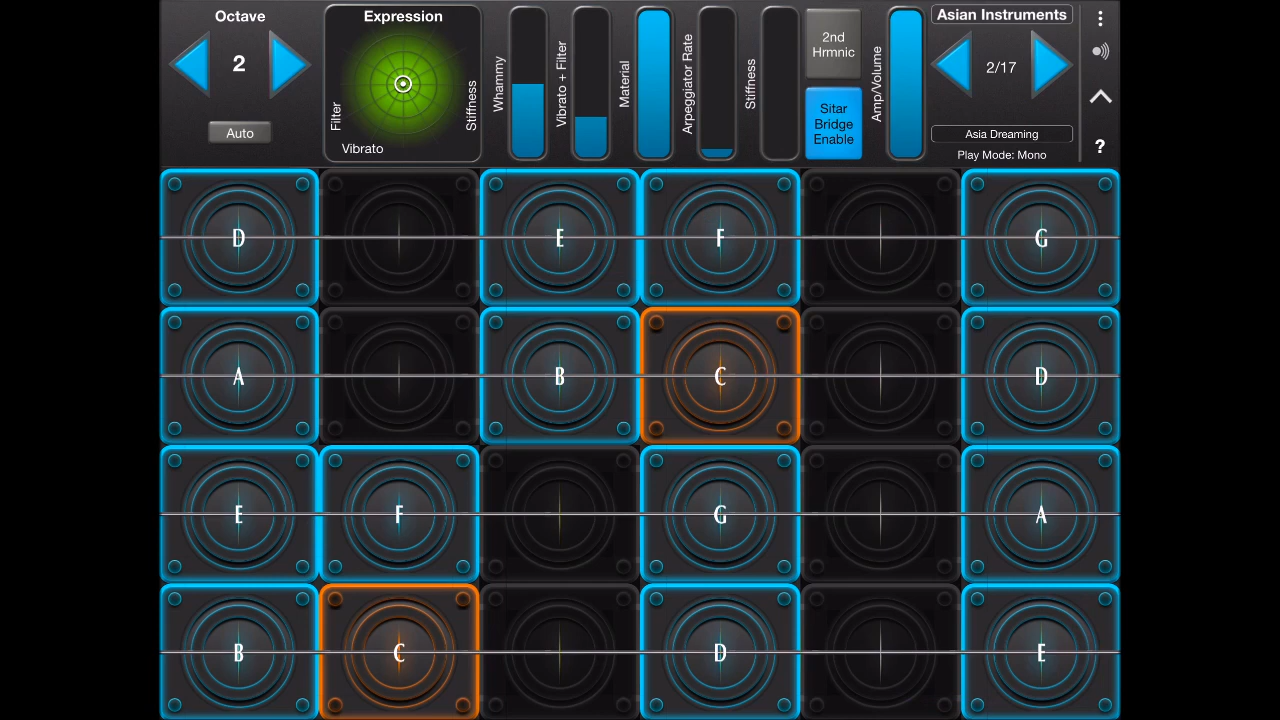 Octave
2
Auto
Expression
Filter
Vibrato
Stiffness
Whammy
Vibrato + Filter
Material
Arpeggiator Rate
Stiffness
2nd
Hrmnic
Sitar
Bridge
Enable
Amp/Volume
Asian Instruments
2/17
Asia Dreaming
Play Mode: Mono
?
D E F G
A B C D
E F G A
B C D E